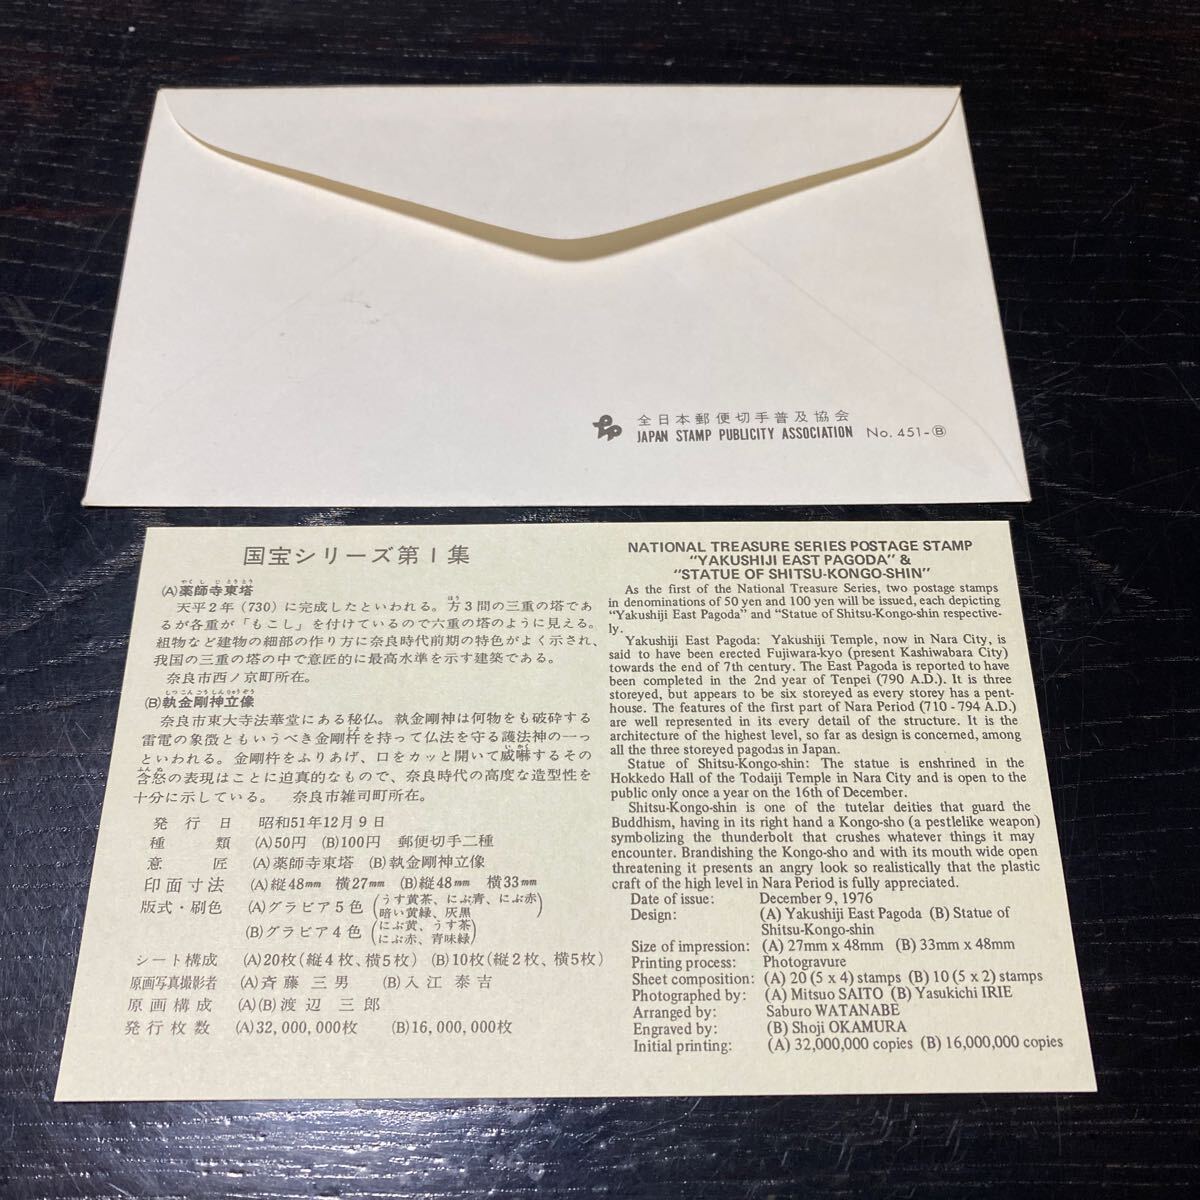 全日本郵便切手普及協会
JAPAN STAMP PUBLICITY ASSOCIATION No. 451-Ⓑ
国宝シリーズ第1集
(A)薬師寺東塔
天平2年(730)に完成したといわれる。方3間の三重の塔であ
るが各重が「もこし」を付けているので六重の塔のように見える。
組物など建物の細部の作り方に奈良時代前期の特色がよく示され、
我国の三重の塔の中で意匠的に最高水準を示す建築である。
奈良市西ノ京町所在。
(B)執金剛神立像
奈良市東大寺法華堂にある秘仏。執金剛神は何物をも破砕する
雷電の象徴ともいうべき金剛杵を持って仏法を守る護法神の一つ
といわれる。金剛杵をふりあげ、口をカッと開いて威嚇するその
忿怒の表現はことに迫真的なもので、奈良時代の高度な造型性を
十分に示している。 奈良市雑司町所在。
発行日 昭和51年12月9日
種類 (A)50円 (B)100円 郵便切手二種
意匠 (A)薬師寺東塔 (B)執金剛神立像
印面寸法 (A)縦48mm 横27mm (B)縦48mm 横33mm
版式・刷色 (A)グラビア5色(うす黄茶、にぶ青、にぶ赤
暗い黄緑、灰黒)
(B)グラビア4色(にぶ黄、うす茶
にぶ赤、青味緑)
シート構成 (A)20枚(縦4枚、横5枚) (B)10枚(縦2枚、横5枚)
原画写真撮影者 (A)斉藤三男 (B)入江泰吉
原画構成 (A)(B)渡辺三郎
発行枚数 (A)32,000,000枚 (B)16,000,000枚
NATIONAL TREASURE SERIES POSTAGE STAMP
"YAKUSHIJI EAST PAGODA" &
"STATUE OF SHITSU-KONGO-SHIN"
As the first of the National Treasure Series, two postage stamps
in denominations of 50 yen and 100 yen will be issued, each depicting
"Yakushiji East Pagoda" and "Statue of Shitsu-Kongo-shin respective-
ly.
Yakushiji East Pagoda: Yakushiji Temple, now in Nara City, is
said to have been erected Fujiwara-kyo (present Kashiwabara City)
towards the end of 7th century. The East Pagoda is reported to have
been completed in the 2nd year of Tenpei (790 A.D.). It is three
storeyed, but appears to be six storeyed as every storey has a pent-
house. The features of the first part of Nara Period (710 - 794 A.D.)
are well represented in its every detail of the structure. It is the
architecture of the highest level, so far as design is concerned, among
all the three storeyed pagodas in Japan.
Statue of Shitsu-Kongo-shin: The statue is enshrined in the
Hokkedo Hall of the Todaiji Temple in Nara City and is open to the
public only once a year on the 16th of December.
Shitsu-Kongo-shin is one of the tutelar deities that guard the
Buddhism, having in its right hand a Kongo-sho (a pestlelike weapon)
symbolizing the thunderbolt that crushes whatever things it may
encounter. Brandishing the Kongo-sho and with its mouth wide open
threatening it presents an angry look so realistically that the plastic
craft of the high level in Nara Period is fully appreciated.
Date of issue: December 9, 1976
Design: (A) Yakushiji East Pagoda (B) Statue of
Shitsu-Kongo-shin
Size of impression: (A) 27mm x 48mm (B) 33mm x 48mm
Printing process: Photogravure
Sheet composition: (A) 20 (5 x 4) stamps (B) 10 (5 x 2) stamps
Photographed by: (A) Mitsuo SAITO (B) Yasukichi IRIE
Arranged by: Saburo WATANABE
Engraved by: (B) Shoji OKAMURA
Initial printing: (A) 32,000,000 copies (B) 16,000,000 copies